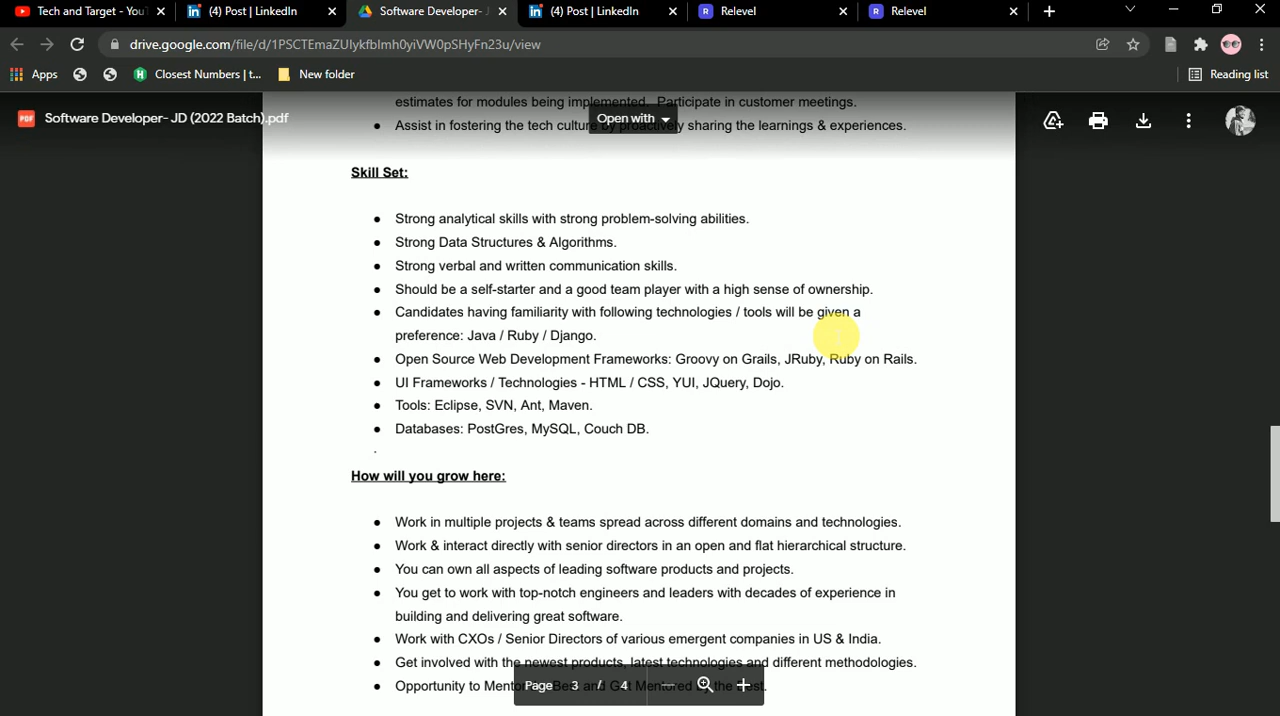 Tech and Target - You
(4) Post | LinkedIn
Software Developer-
(4) Post | LinkedIn
Relevel
Relevel
drive.google.com/file/d/1PSCTEmaZUIykfbImh0yiVW0pSHyFn23u/view
Apps
Closest Numbers | t...
New folder
Reading list
estimates for modules being implemented. Participate in customer meetings.
PDF Software Developer- JD (2022 Batch).pdf
Open with
• Assist in fostering the tech culture by proactively sharing the learnings & experiences.
Skill Set:
• Strong analytical skills with strong problem-solving abilities.
• Strong Data Structures & Algorithms.
• Strong verbal and written communication skills.
• Should be a self-starter and a good team player with a high sense of ownership.
• Candidates having familiarity with following technologies / tools will be given a
preference: Java / Ruby / Django.
• Open Source Web Development Frameworks: Groovy on Grails, JRuby, Ruby on Rails.
• UI Frameworks / Technologies - HTML / CSS, YUI, JQuery, Dojo.
• Tools: Eclipse, SVN, Ant, Maven.
• Databases: PostGres, MySQL, Couch DB.
.
How will you grow here:
• Work in multiple projects & teams spread across different domains and technologies.
• Work & interact directly with senior directors in an open and flat hierarchical structure.
• You can own all aspects of leading software products and projects.
• You get to work with top-notch engineers and leaders with decades of experience in
building and delivering great software.
• Work with CXOs / Senior Directors of various emergent companies in US & India.
• Get involved with the newest products, latest technologies and different methodologies.
• Opportunity to Mentor the Best and Get Mentored by the Best.
Page 3 / 4